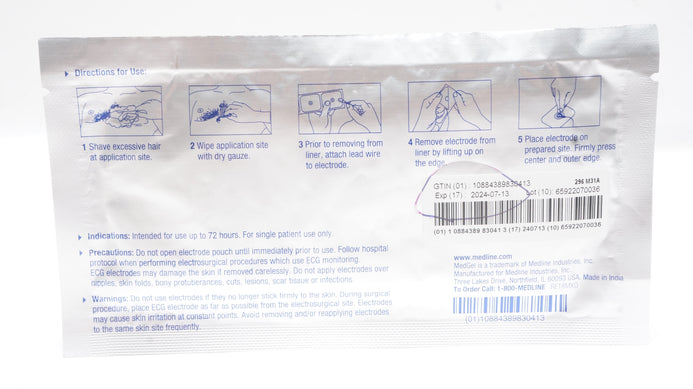 Directions for Use:
1 Shave excessive hair
at application site.
2 Wipe application site
with dry gauze.
3 Prior to removing from
liner, attach lead wire
to electrode.
4 Remove electrode from
liner by lifting up on
the edge.
5 Place electrode on
prepared site. Firmly
press center and outer edge.
GTIN (01) : 10884389830413
296 M31A
Exp (17) : 2024-07-13 Lot (10): 65922070036
(01) 1 0884389 83041 3 (17) 240713 (10) 65922070036
Indications: Intended for use up to 72 hours. For single patient use only.
Precautions: Do not open electrode pouch until immediately prior to use. Follow hospital
protocol when performing electrosurgical procedures which use ECG monitoring.
ECG electrodes may damage the skin if removed carelessly. Do not apply electrodes over
nipples, skin folds, bony protuberances, cuts, lesions, scar tissue or infections.
Warnings: Do not use electrodes if they no longer stick firmly to the skin. During surgical
procedure, place ECG electrode as far as possible from the electrosurgical site. Electrodes
may cause skin irritation at constant points. Avoid removing and/or reapplying electrodes
to the same skin site frequently.
www.medline.com
MedGel is a trademark of Medline Industries, Inc.
Manufactured for Medline Industries, Inc.
Three Lakes Drive, Northfield, IL 60093 USA. Made in India
To Order Call: 1-800-MEDLINE
(01)10884389830413